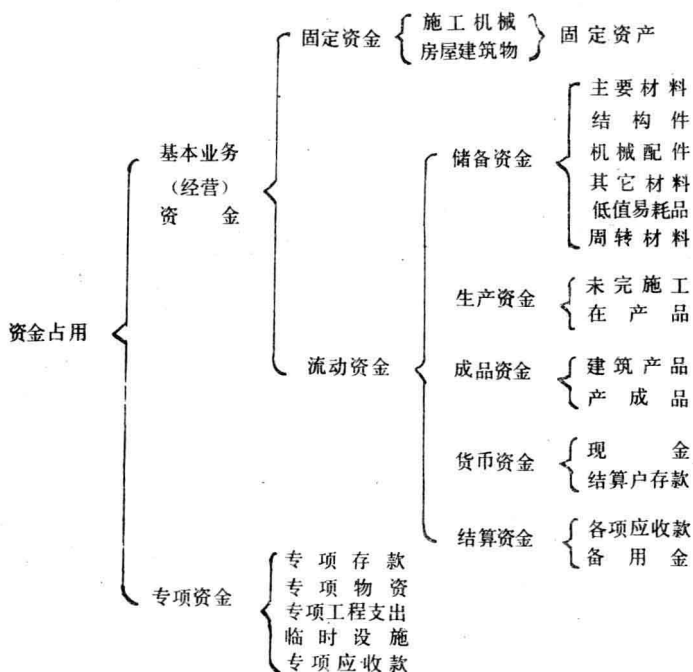 施工机械
固定资金
房屋建筑物
固定资产
主要材料
结构件
储备资金
机械配件
其它材料
低值易耗品
周转材料
基本业务
（经营）
资金
未完施工
生产资金
在产品
资金占用
流动资金
成品资金
建筑产品
产成品
现金
货币资金
结算户存款
结算资金
各项应收款
备用金
专项存款
专项物资
专项资金
专项工程支出
临时设施
专项应收款